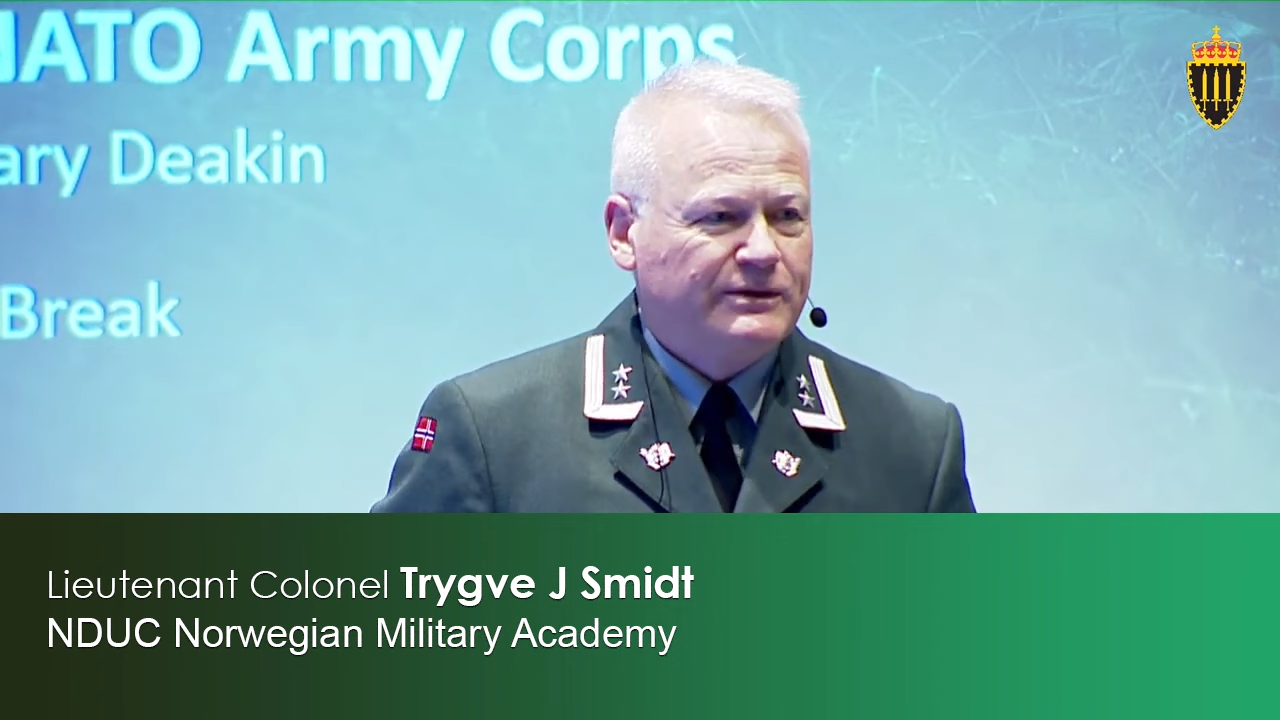 NATO Army Corps
ary Deakin
Break
Lieutenant Colonel Trygve J Smidt
NDUC Norwegian Military Academy